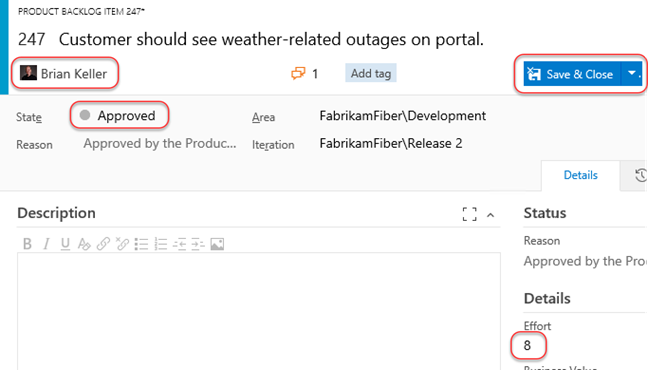 PRODUCT BACKLOG ITEM 247*
247 Customer should see weather-related outages on portal.
Brian Keller 1 Add tag Save & Close
State Approved Area FabrikamFiber\Development
Reason Approved by the Produc... Iteration FabrikamFiber\Release 2
Details
Description Status
B I U
Reason
Approved by the
Details
Effort
8
Business Value